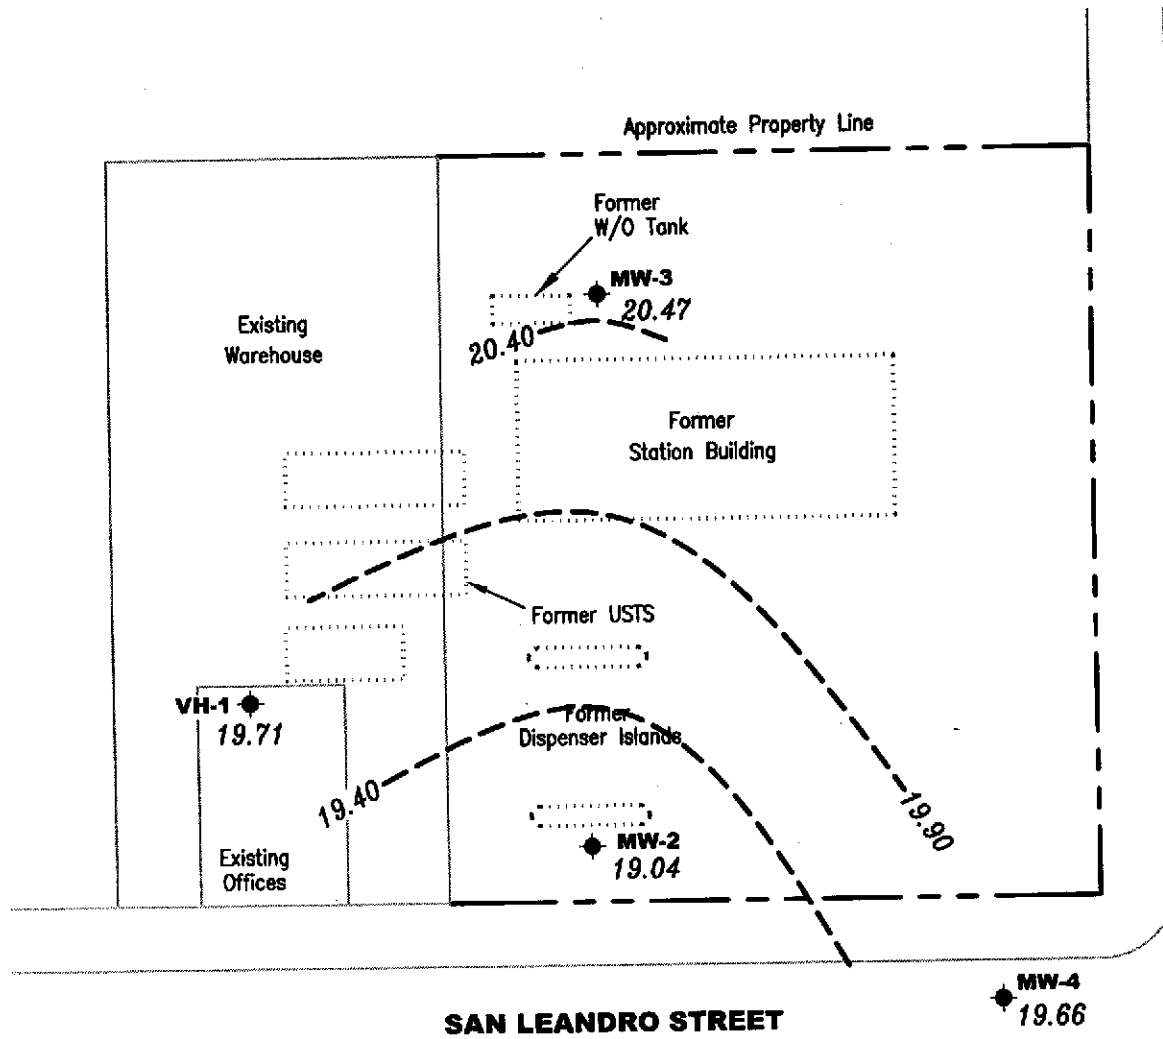 Approximate Property Line
Former
W/O Tank
MW-3
20.47
20.40
Existing
Warehouse
Former
Station Building
Former USTS
VH-1
19.71
Former
Dispenser Islands
19.40
19.90
MW-2
19.04
Existing
Offices
MW-4
19.66
SAN LEANDRO STREET